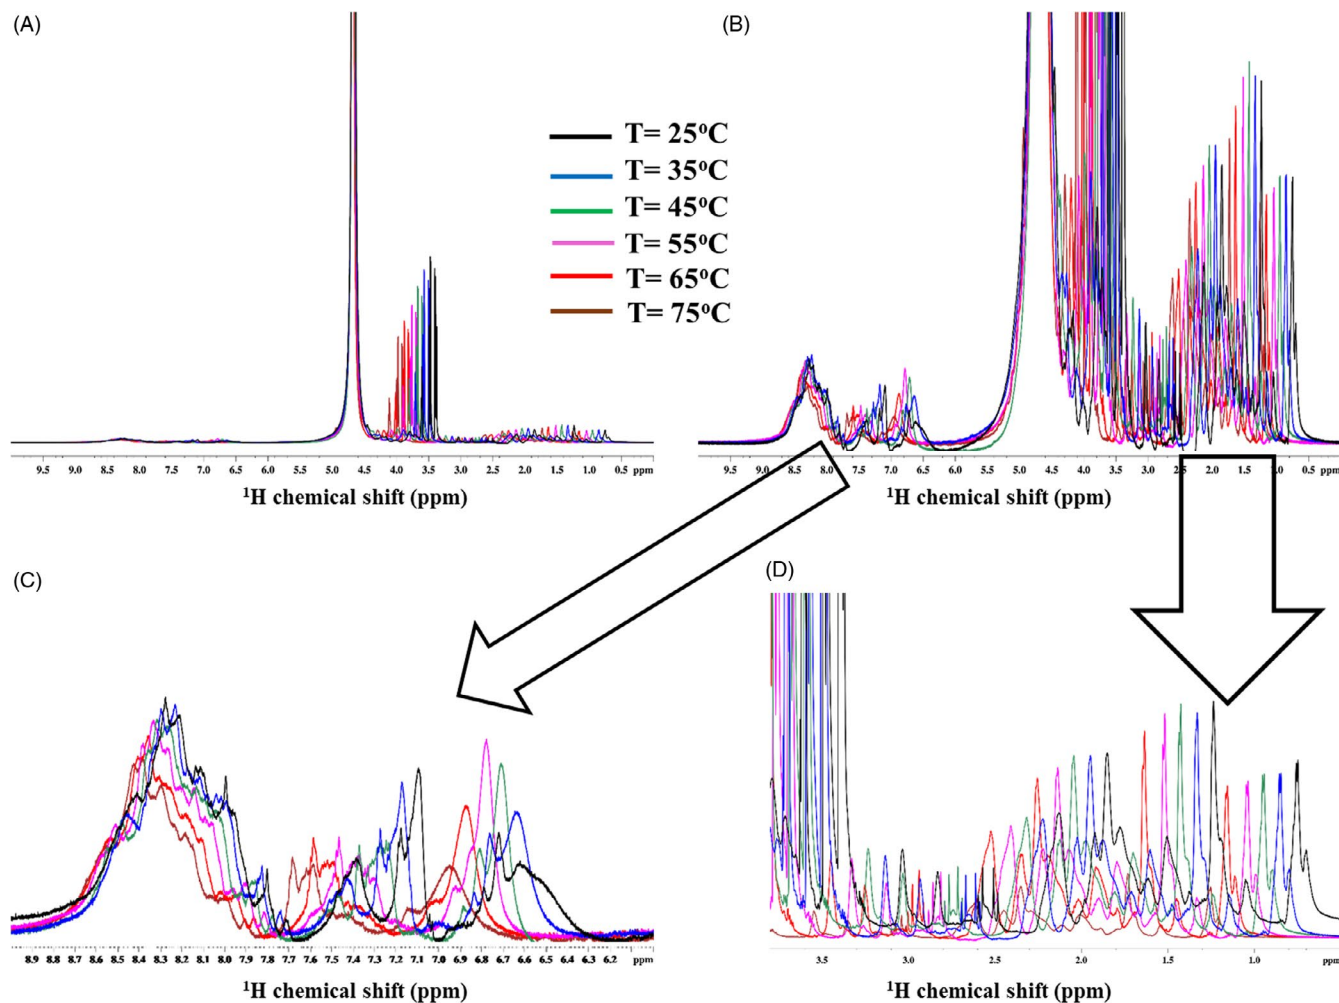 (A)
(B)
T= 25°C
T= 35°C
T= 45°C
T= 55°C
T= 65°C
T= 75°C
9.5 9.0 8.5 8.0 7.5 7.0 6.5 6.0 5.5 5.0 4.5 4.0 3.5 3.0 2.5 2.0 1.5 1.0 0.5 ppm
9.5 9.0 8.5 8.0 7.5 7.0 6.5 6.0 5.5 5.0 4.5 4.0 3.5 3.0 2.5 2.0 1.5 1.0 0.5 ppm
¹H chemical shift (ppm)
¹H chemical shift (ppm)
(C)
(D)
8.9 8.8 8.7 8.6 8.5 8.4 8.3 8.2 8.1 8.0 7.9 7.8 7.7 7.6 7.5 7.4 7.3 7.2 7.1 7.0 6.9 6.8 6.7 6.6 6.5 6.4 6.3 6.2 ppm
3.5 3.0 2.5 2.0 1.5 1.0 ppm
¹H chemical shift (ppm)
¹H chemical shift (ppm)